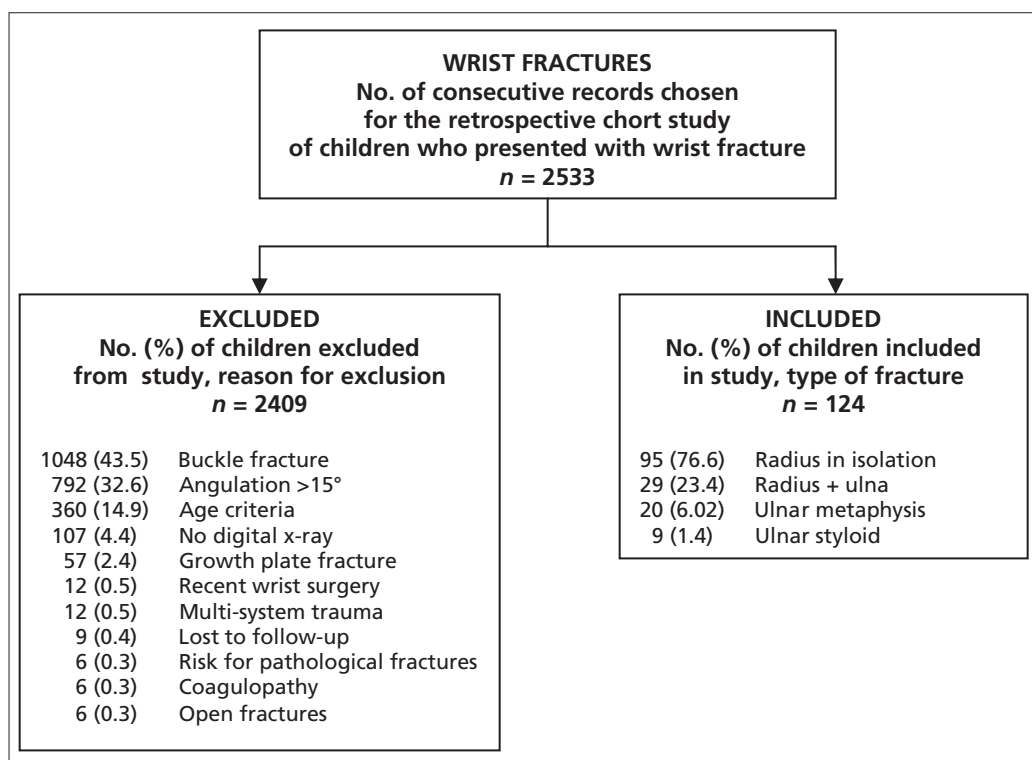 WRIST FRACTURES
No. of consecutive records chosen
for the retrospective chort study
of children who presented with wrist fracture
n = 2533
EXCLUDED
No. (%) of children excluded
from study, reason for exclusion
n = 2409
1048 (43.5) Buckle fracture
792 (32.6) Angulation >15°
360 (14.9) Age criteria
107 (4.4) No digital x-ray
57 (2.4) Growth plate fracture
12 (0.5) Recent wrist surgery
12 (0.5) Multi-system trauma
9 (0.4) Lost to follow-up
6 (0.3) Risk for pathological fractures
6 (0.3) Coagulopathy
6 (0.3) Open fractures
INCLUDED
No. (%) of children included
in study, type of fracture
n = 124
95 (76.6) Radius in isolation
29 (23.4) Radius + ulna
20 (6.02) Ulnar metaphysis
9 (1.4) Ulnar styloid